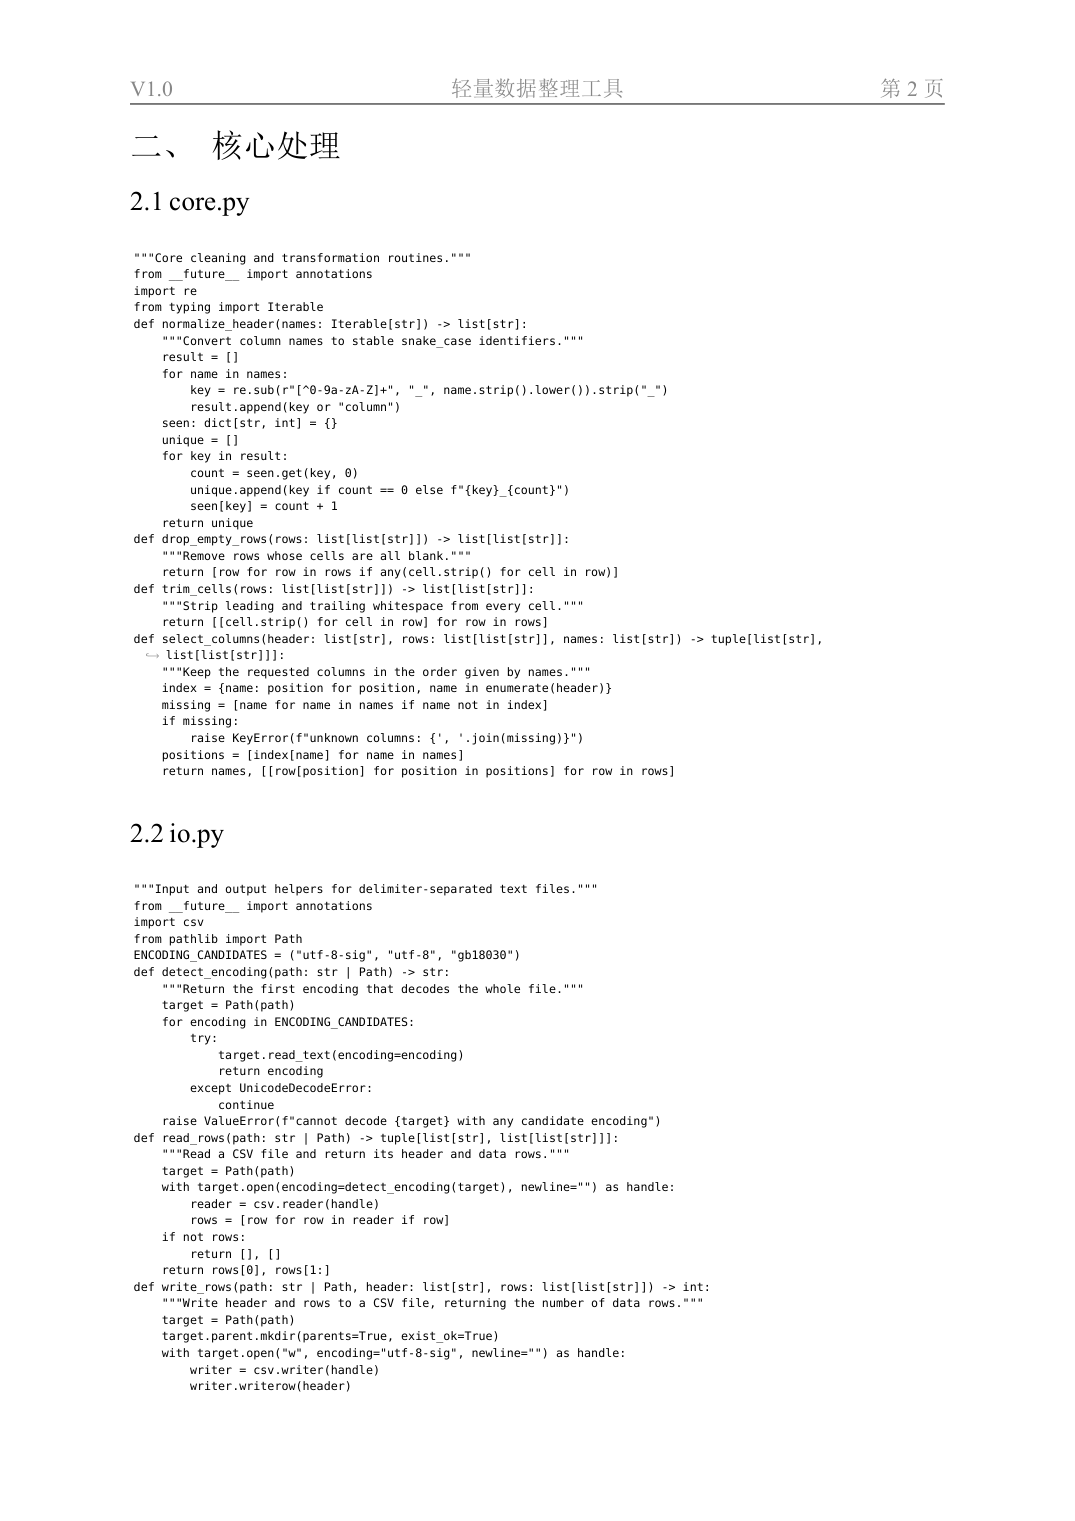 V1.0 轻量数据整理工具 第 2 页
二、 核心处理
2.1 core.py
"""Core cleaning and transformation routines."""
from __future__ import annotations
import re
from typing import Iterable
def normalize_header(names: Iterable[str]) -> list[str]:
    """Convert column names to stable snake_case identifiers."""
    result = []
    for name in names:
        key = re.sub(r"[^0-9a-zA-Z]+", "_", name.strip().lower()).strip("_")
        result.append(key or "column")
    seen: dict[str, int] = {}
    unique = []
    for key in result:
        count = seen.get(key, 0)
        unique.append(key if count == 0 else f"{key}_{count}")
        seen[key] = count + 1
    return unique
def drop_empty_rows(rows: list[list[str]]) -> list[list[str]]:
    """Remove rows whose cells are all blank."""
    return [row for row in rows if any(cell.strip() for cell in row)]
def trim_cells(rows: list[list[str]]) -> list[list[str]]:
    """Strip leading and trailing whitespace from every cell."""
    return [[cell.strip() for cell in row] for row in rows]
def select_columns(header: list[str], rows: list[list[str]], names: list[str]) -> tuple[list[str],
  ↪ list[list[str]]]:
    """Keep the requested columns in the order given by names."""
    index = {name: position for position, name in enumerate(header)}
    missing = [name for name in names if name not in index]
    if missing:
        raise KeyError(f"unknown columns: {', '.join(missing)}")
    positions = [index[name] for name in names]
    return names, [[row[position] for position in positions] for row in rows]
2.2 io.py
"""Input and output helpers for delimiter-separated text files."""
from __future__ import annotations
import csv
from pathlib import Path
ENCODING_CANDIDATES = ("utf-8-sig", "utf-8", "gb18030")
def detect_encoding(path: str | Path) -> str:
    """Return the first encoding that decodes the whole file."""
    target = Path(path)
    for encoding in ENCODING_CANDIDATES:
        try:
            target.read_text(encoding=encoding)
            return encoding
        except UnicodeDecodeError:
            continue
    raise ValueError(f"cannot decode {target} with any candidate encoding")
def read_rows(path: str | Path) -> tuple[list[str], list[list[str]]]:
    """Read a CSV file and return its header and data rows."""
    target = Path(path)
    with target.open(encoding=detect_encoding(target), newline="") as handle:
        reader = csv.reader(handle)
        rows = [row for row in reader if row]
    if not rows:
        return [], []
    return rows[0], rows[1:]
def write_rows(path: str | Path, header: list[str], rows: list[list[str]]) -> int:
    """Write header and rows to a CSV file, returning the number of data rows."""
    target = Path(path)
    target.parent.mkdir(parents=True, exist_ok=True)
    with target.open("w", encoding="utf-8-sig", newline="") as handle:
        writer = csv.writer(handle)
        writer.writerow(header)